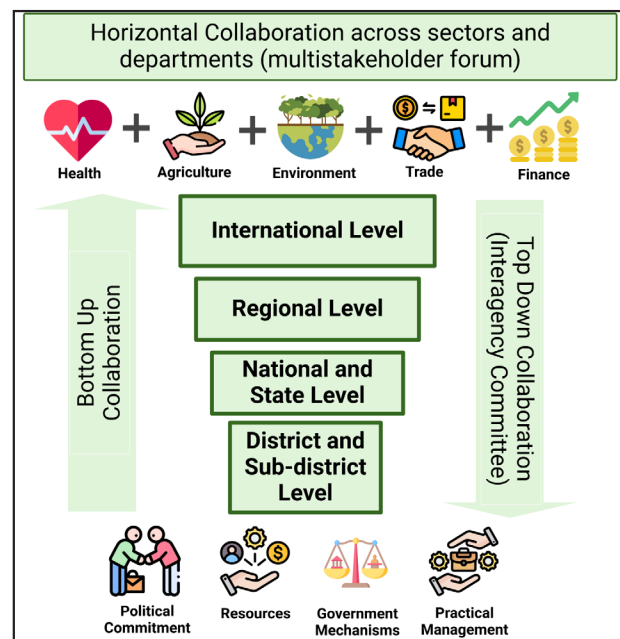 Horizontal Collaboration across sectors and
departments (multistakeholder forum)
Health
Agriculture
Environment
Trade
Finance
Bottom Up
Collaboration
International Level
Regional Level
National and
State Level
District and
Sub-district
Level
Top Down Collaboration
(Interagency Committee)
Political
Commitment
Resources
Government
Mechanisms
Practical
Management